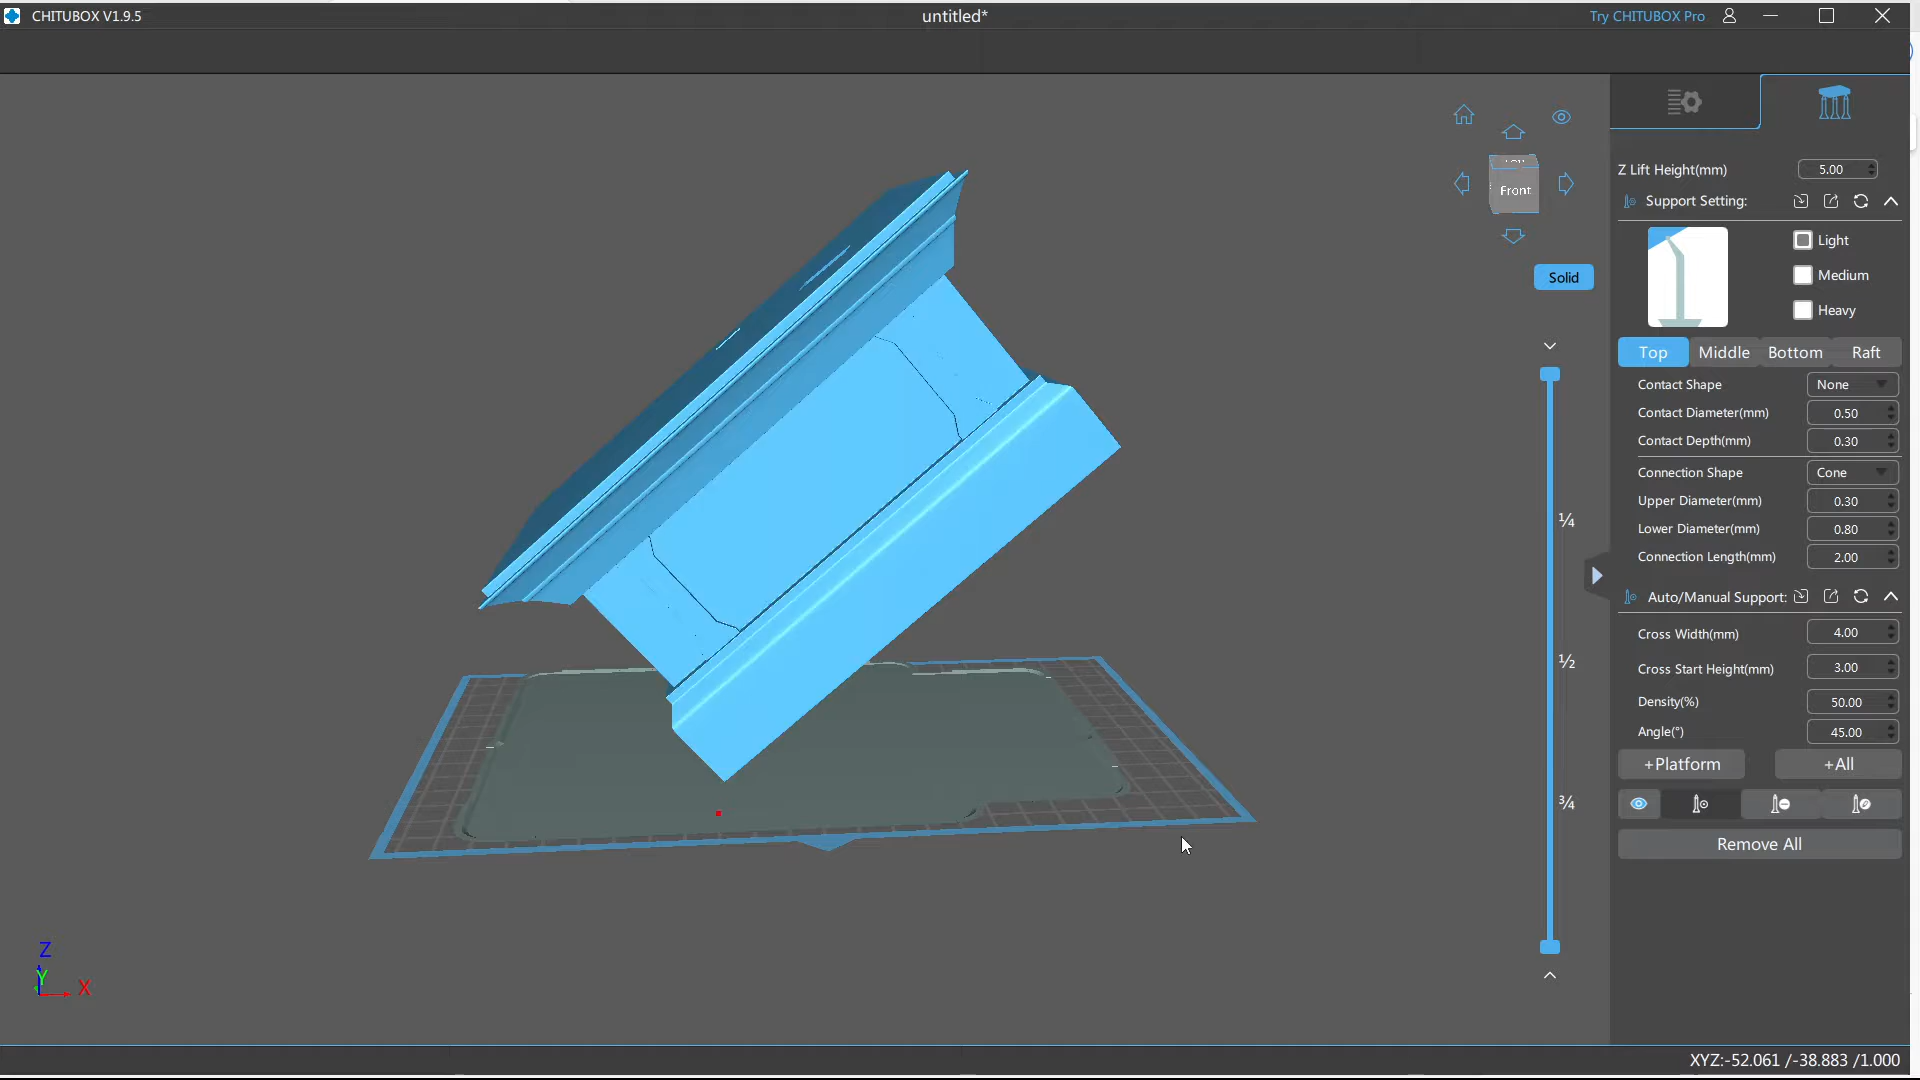 CHITUBOX V1.9.5
untitled*
Try CHITUBOX Pro
Front
Solid
¼
½
¾
Z Lift Height(mm) 5.00
Support Setting:
Light
Medium
Heavy
Top Middle Bottom Raft
Contact Shape None
Contact Diameter(mm) 0.50
Contact Depth(mm) 0.30
Connection Shape Cone
Upper Diameter(mm) 0.30
Lower Diameter(mm) 0.80
Connection Length(mm) 2.00
Auto/Manual Support:
Cross Width(mm) 4.00
Cross Start Height(mm) 3.00
Density(%) 50.00
Angle(°) 45.00
+Platform +All
Remove All
Z
Y
X
XYZ:-52.061 /-38.883 /1.000